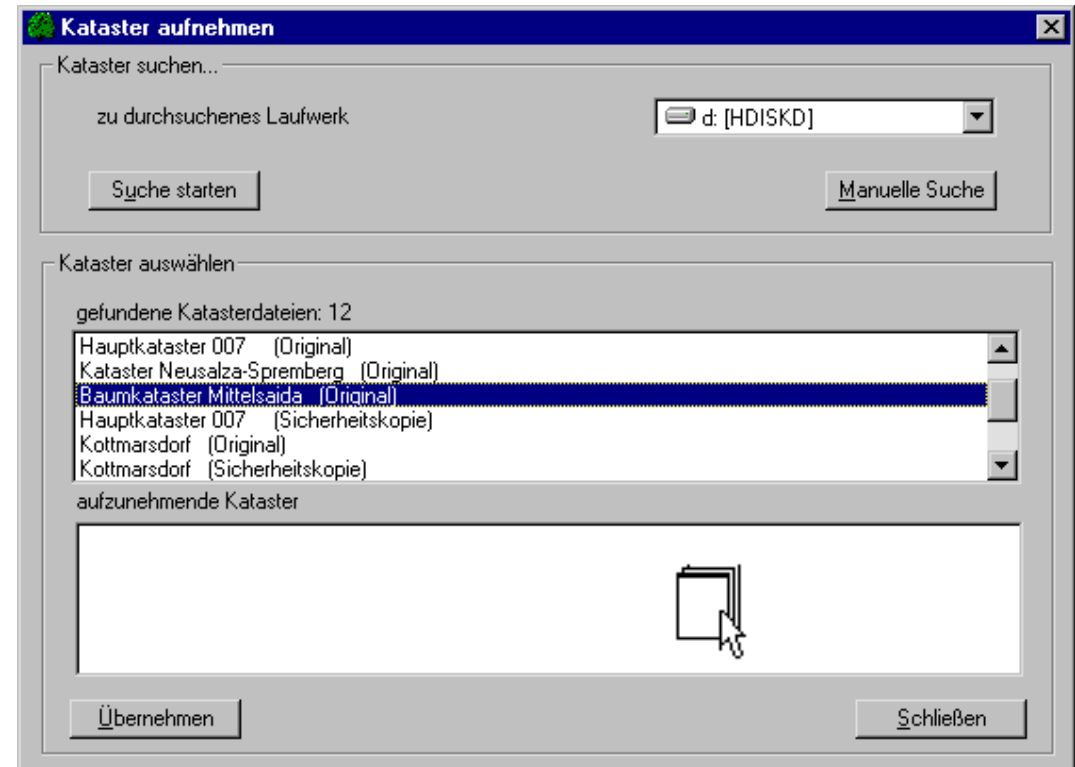 Kataster aufnehmen
Kataster suchen...
zu durchsuchenes Laufwerk
d: [HDISKD]
Suche starten
Manuelle Suche
Kataster auswählen
gefundene Katasterdateien: 12
Hauptkataster 007 (Original)
Kataster Neusalza-Spremberg (Original)
Baumkataster Mittelsaida (Original)
Hauptkataster 007 (Sicherheitskopie)
Kottmarsdorf (Original)
Kottmarsdorf (Sicherheitskopie)
aufzunehmende Kataster
Übernehmen
Schließen